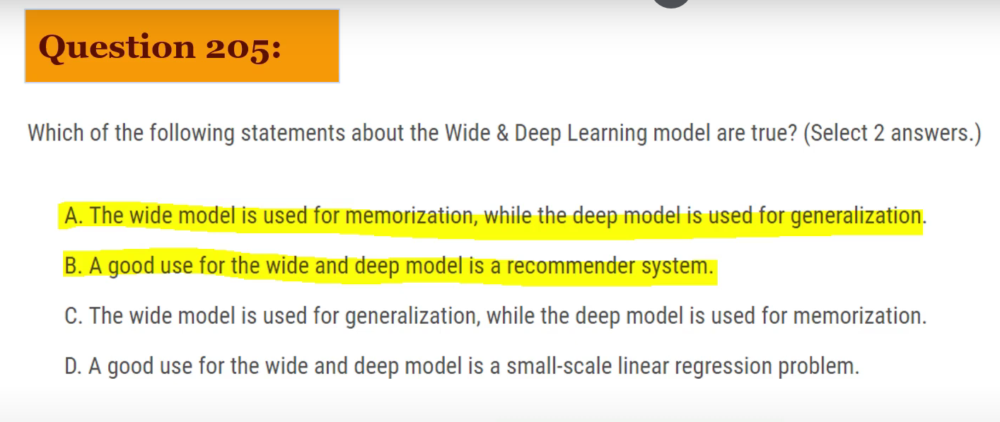 Question 205:
Which of the following statements about the Wide & Deep Learning model are true? (Select 2 answers.)
A. The wide model is used for memorization, while the deep model is used for generalization.
B. A good use for the wide and deep model is a recommender system.
C. The wide model is used for generalization, while the deep model is used for memorization.
D. A good use for the wide and deep model is a small-scale linear regression problem.